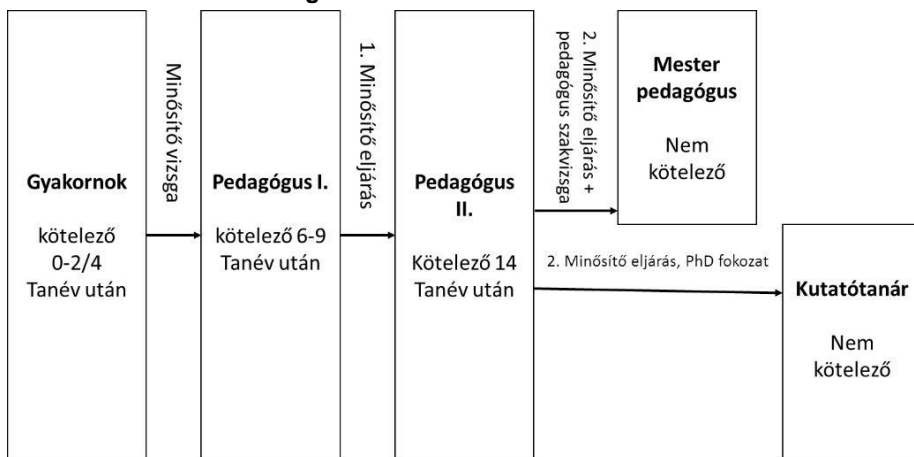 Gyakornok
kötelező
0-2/4
Tanév után
Minősítő vizsga
Pedagógus I.
kötelező 6-9
Tanév után
1. Minősítő eljárás
Pedagógus
II.
Kötelező 14
Tanév után
2. Minősítő eljárás +
pedagógus szakvizsga
Mester
pedagógus
Nem
kötelező
2. Minősítő eljárás, PhD fokozat
Kutatótanár
Nem
kötelező